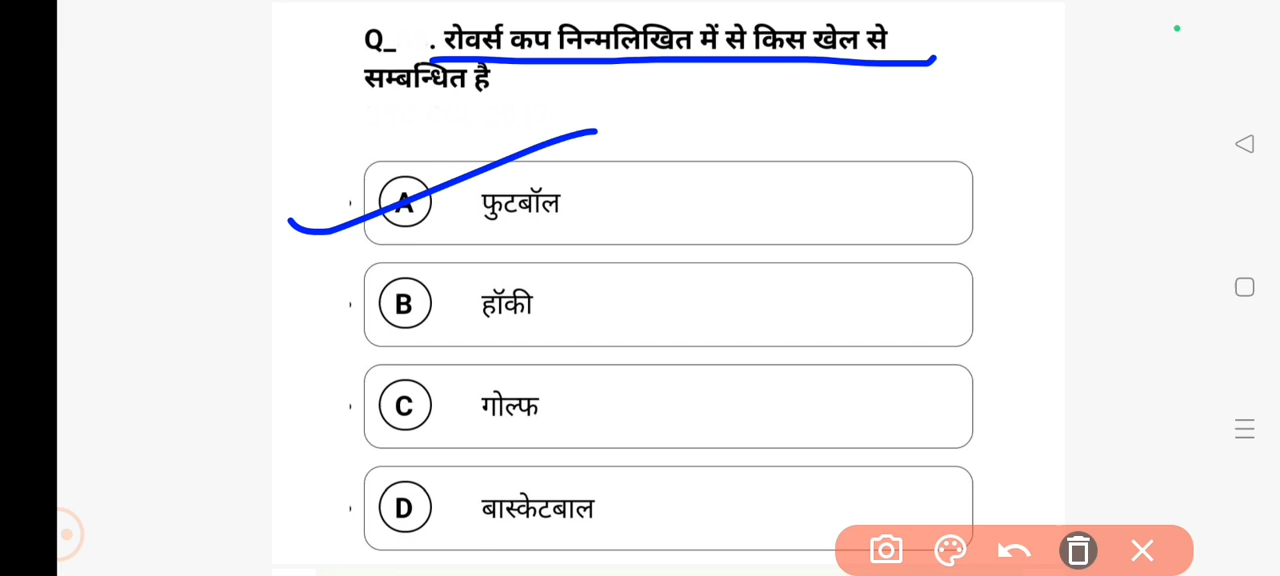 Q_ . रोवर्स कप निन्मलिखित में से किस खेल से
सम्बन्धित है
A फुटबॉल
B हॉकी
C गोल्फ
D बास्केटबाल